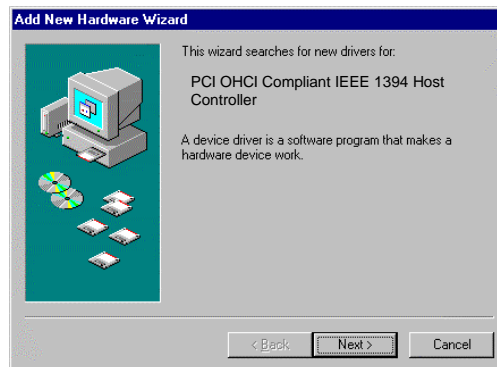 Add New Hardware Wizard
This wizard searches for new drivers for:
PCI OHCI Compliant IEEE 1394 Host
Controller
A device driver is a software program that makes a
hardware device work.
< Back
Next >
Cancel